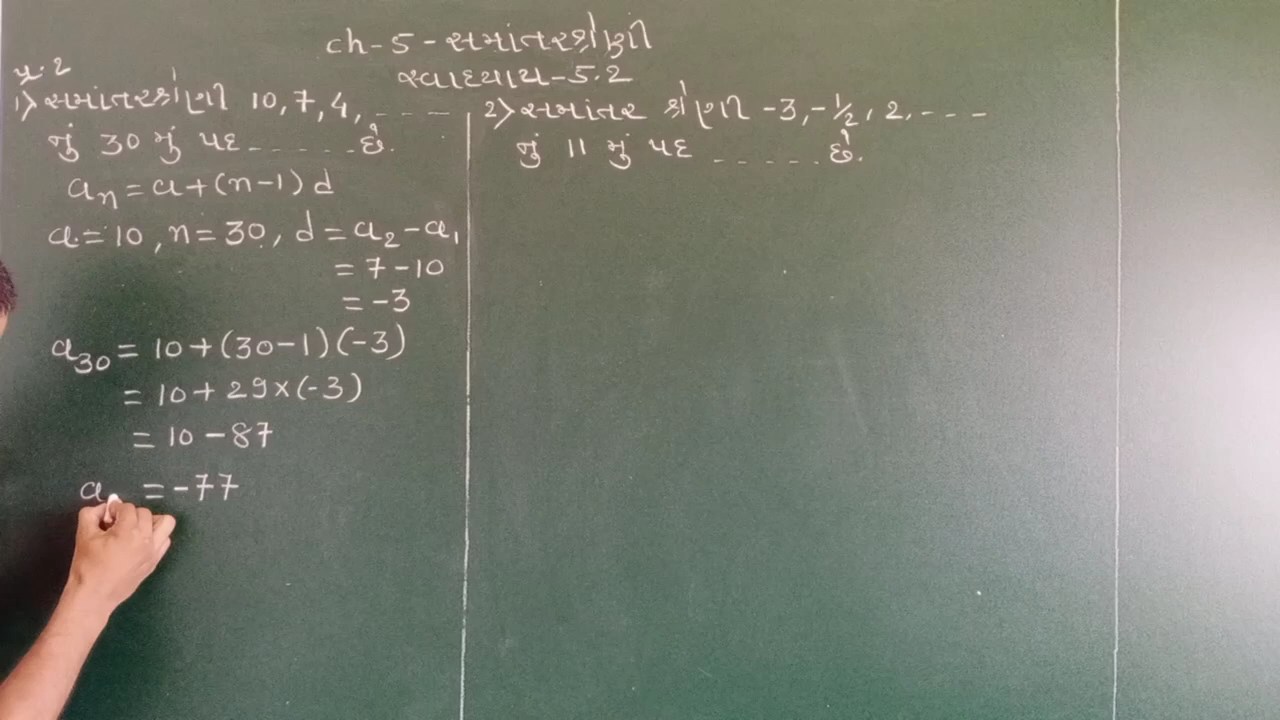 ch-5-સમાંતરશ્રેણી
સ્વાધ્યાય-5.2
પ્ર.2
1) સમાંતરશ્રેણી 10, 7, 4, - - - -
નું 30 મું પદ - - - - - છે.
aₙ = a + (n-1) d
a = 10, n = 30, d = a₂ - a₁
= 7 - 10
= -3
a₃₀ = 10 + (30-1) (-3)
= 10 + 29 × (-3)
= 10 - 87
a = -77
2) સમાંતર શ્રેણી -3, -1/2, 2, - - -
નું 11 મું પદ - - - - - છે.